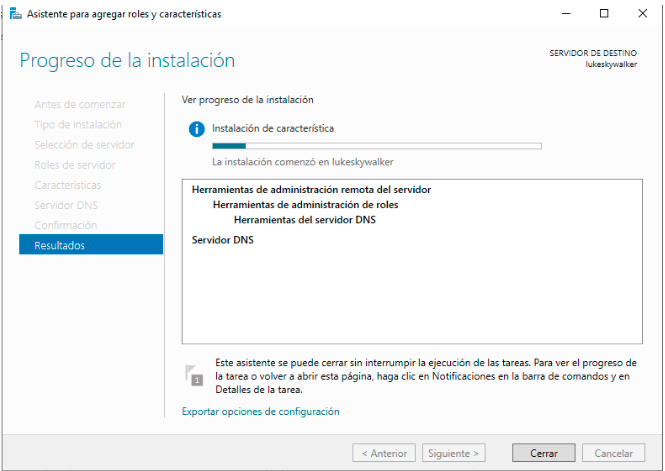 Asistente para agregar roles y características
Progreso de la instalación
SERVIDOR DE DESTINO
lukeskywalker
Antes de comenzar
Tipo de instalación
Selección de servidor
Roles de servidor
Características
Servidor DNS
Confirmación
Resultados
Ver progreso de la instalación
Instalación de característica
La instalación comenzó en lukeskywalker
Herramientas de administración remota del servidor
Herramientas de administración de roles
Herramientas del servidor DNS
Servidor DNS
1
Este asistente se puede cerrar sin interrumpir la ejecución de las tareas. Para ver el progreso de
la tarea o volver a abrir esta página, haga clic en Notificaciones en la barra de comandos y en
Detalles de la tarea.
Exportar opciones de configuración
< Anterior
Siguiente >
Cerrar
Cancelar